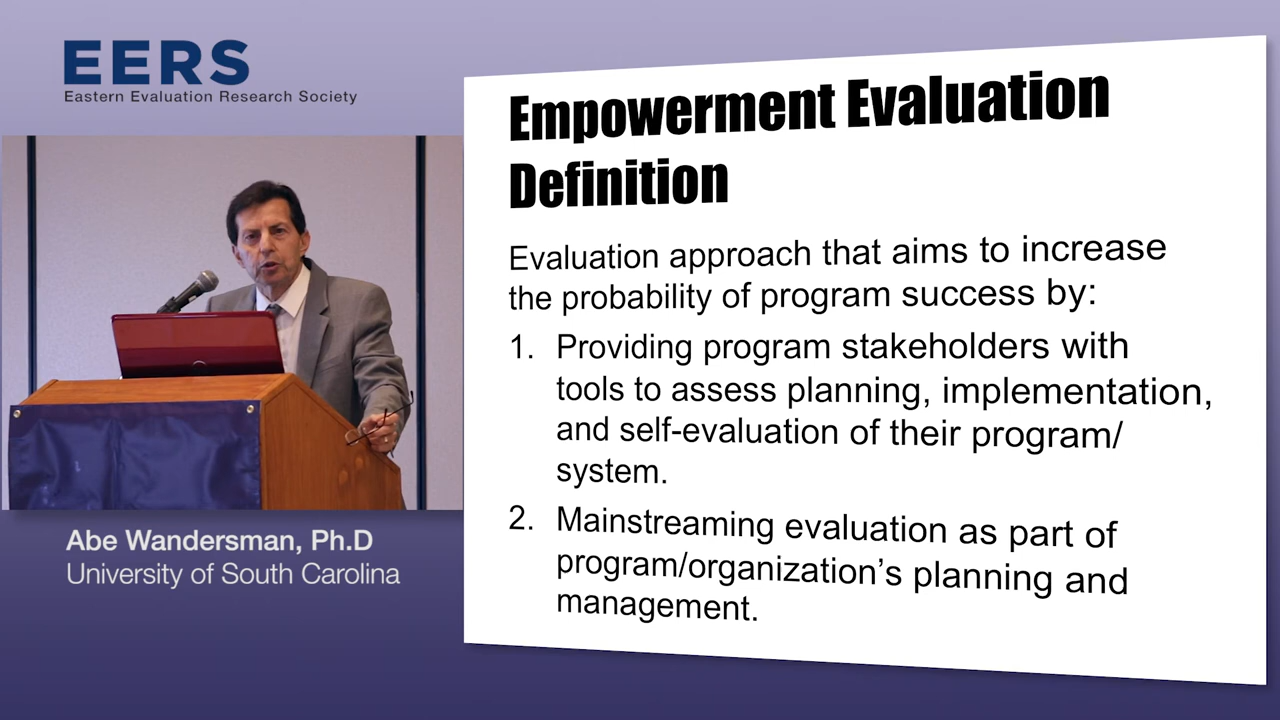 EERS
Eastern Evaluation Research Society
Empowerment Evaluation
Definition
Evaluation approach that aims to increase
the probability of program success by:
1. Providing program stakeholders with
tools to assess planning, implementation,
and self-evaluation of their program/
system.
2. Mainstreaming evaluation as part of
program/organization’s planning and
management.
Abe Wandersman, Ph.D
University of South Carolina